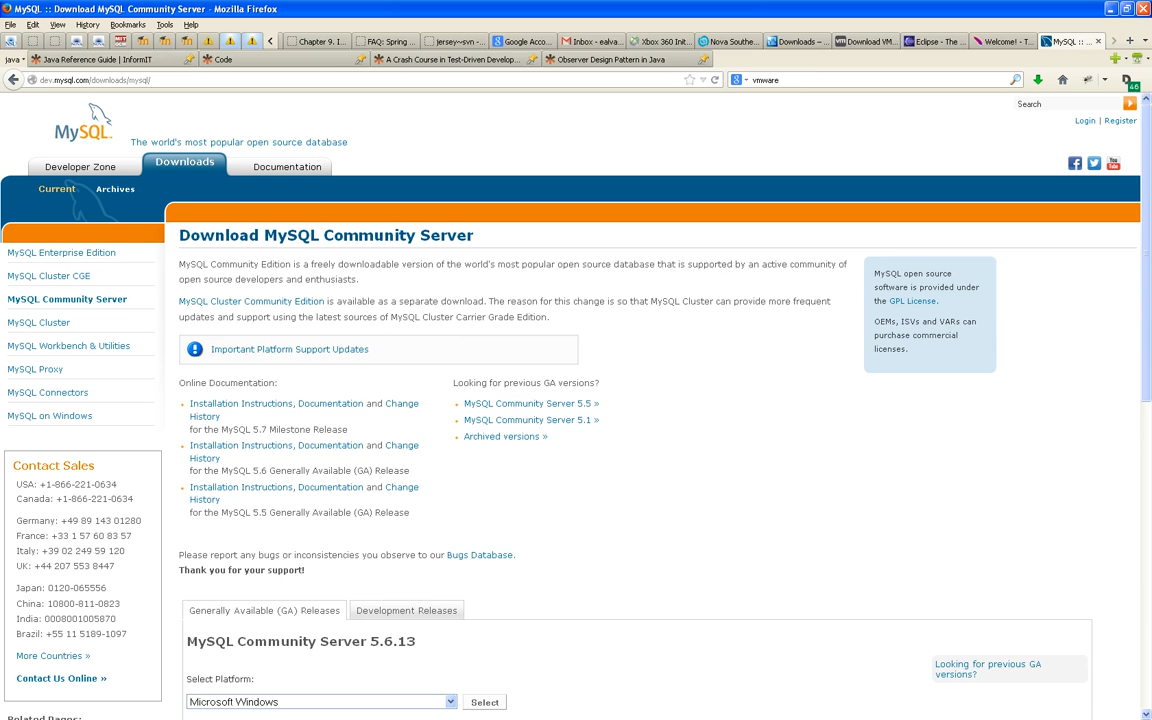 MySQL :: Download MySQL Community Server - Mozilla Firefox
File Edit View History Bookmarks Tools Help
Chapter 9. I... FAQ: Spring ... jersey~svn - ... Google Acco... Inbox - ealva... Xbox 360 Init... Nova Southe... Downloads – ... Download VM... Eclipse - The ... Welcome! - T... MySQL :: ...
Java Java Reference Guide | InformIT Code A Crash Course in Test-Driven Develop... Observer Design Pattern in Java
dev.mysql.com/downloads/mysql/ vmware
46
Search
Login | Register
MySQL
The world's most popular open source database
Developer Zone Downloads Documentation
Current Archives
MySQL Enterprise Edition
MySQL Cluster CGE
MySQL Community Server
MySQL Cluster
MySQL Workbench & Utilities
MySQL Proxy
MySQL Connectors
MySQL on Windows
Contact Sales
USA: +1-866-221-0634
Canada: +1-866-221-0634
Germany: +49 89 143 01280
France: +33 1 57 60 83 57
Italy: +39 02 249 59 120
UK: +44 207 553 8447
Japan: 0120-065556
China: 10800-811-0823
India: 0008001005870
Brazil: +55 11 5189-1097
More Countries »
Contact Us Online »
Related Pages:
Download MySQL Community Server
MySQL Community Edition is a freely downloadable version of the world's most popular open source database that is supported by an active community of
open source developers and enthusiasts.
MySQL Cluster Community Edition is available as a separate download. The reason for this change is so that MySQL Cluster can provide more frequent
updates and support using the latest sources of MySQL Cluster Carrier Grade Edition.
Important Platform Support Updates
Online Documentation:
Installation Instructions, Documentation and Change
History
for the MySQL 5.7 Milestone Release
Installation Instructions, Documentation and Change
History
for the MySQL 5.6 Generally Available (GA) Release
Installation Instructions, Documentation and Change
History
for the MySQL 5.5 Generally Available (GA) Release
Looking for previous GA versions?
MySQL Community Server 5.5 »
MySQL Community Server 5.1 »
Archived versions »
MySQL open source
software is provided under
the GPL License.
OEMs, ISVs and VARs can
purchase commercial
licenses.
Please report any bugs or inconsistencies you observe to our Bugs Database.
Thank you for your support!
Generally Available (GA) Releases Development Releases
MySQL Community Server 5.6.13
Looking for previous GA
versions?
Select Platform:
Microsoft Windows Select